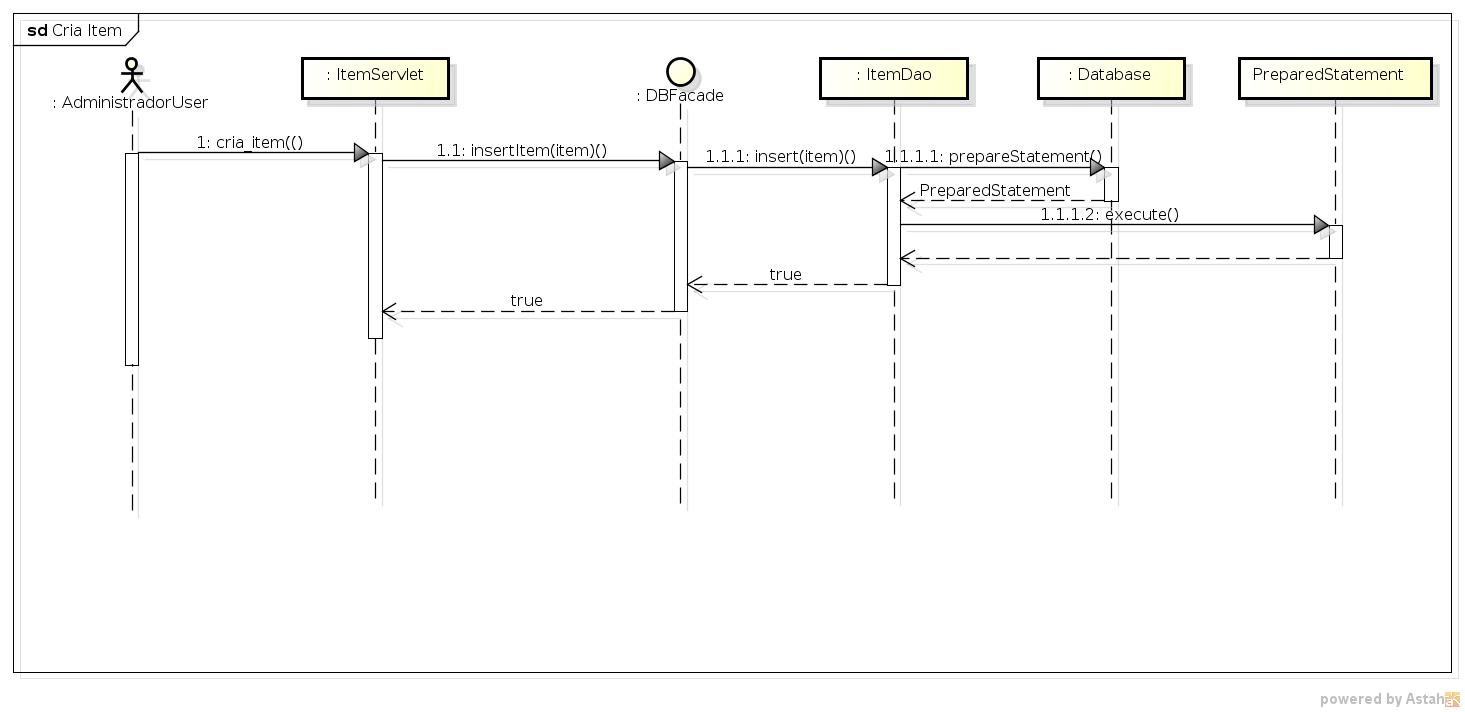 sd Cria Item
: AdministradorUser
: ItemServlet
: DBFacade
: ItemDao
: Database
PreparedStatement
1: cria_item(()
1.1: insertItem(item)()
1.1.1: insert(item)()
1.1.1.1: prepareStatement()
PreparedStatement
1.1.1.2: execute()
true
true
powered by Astah